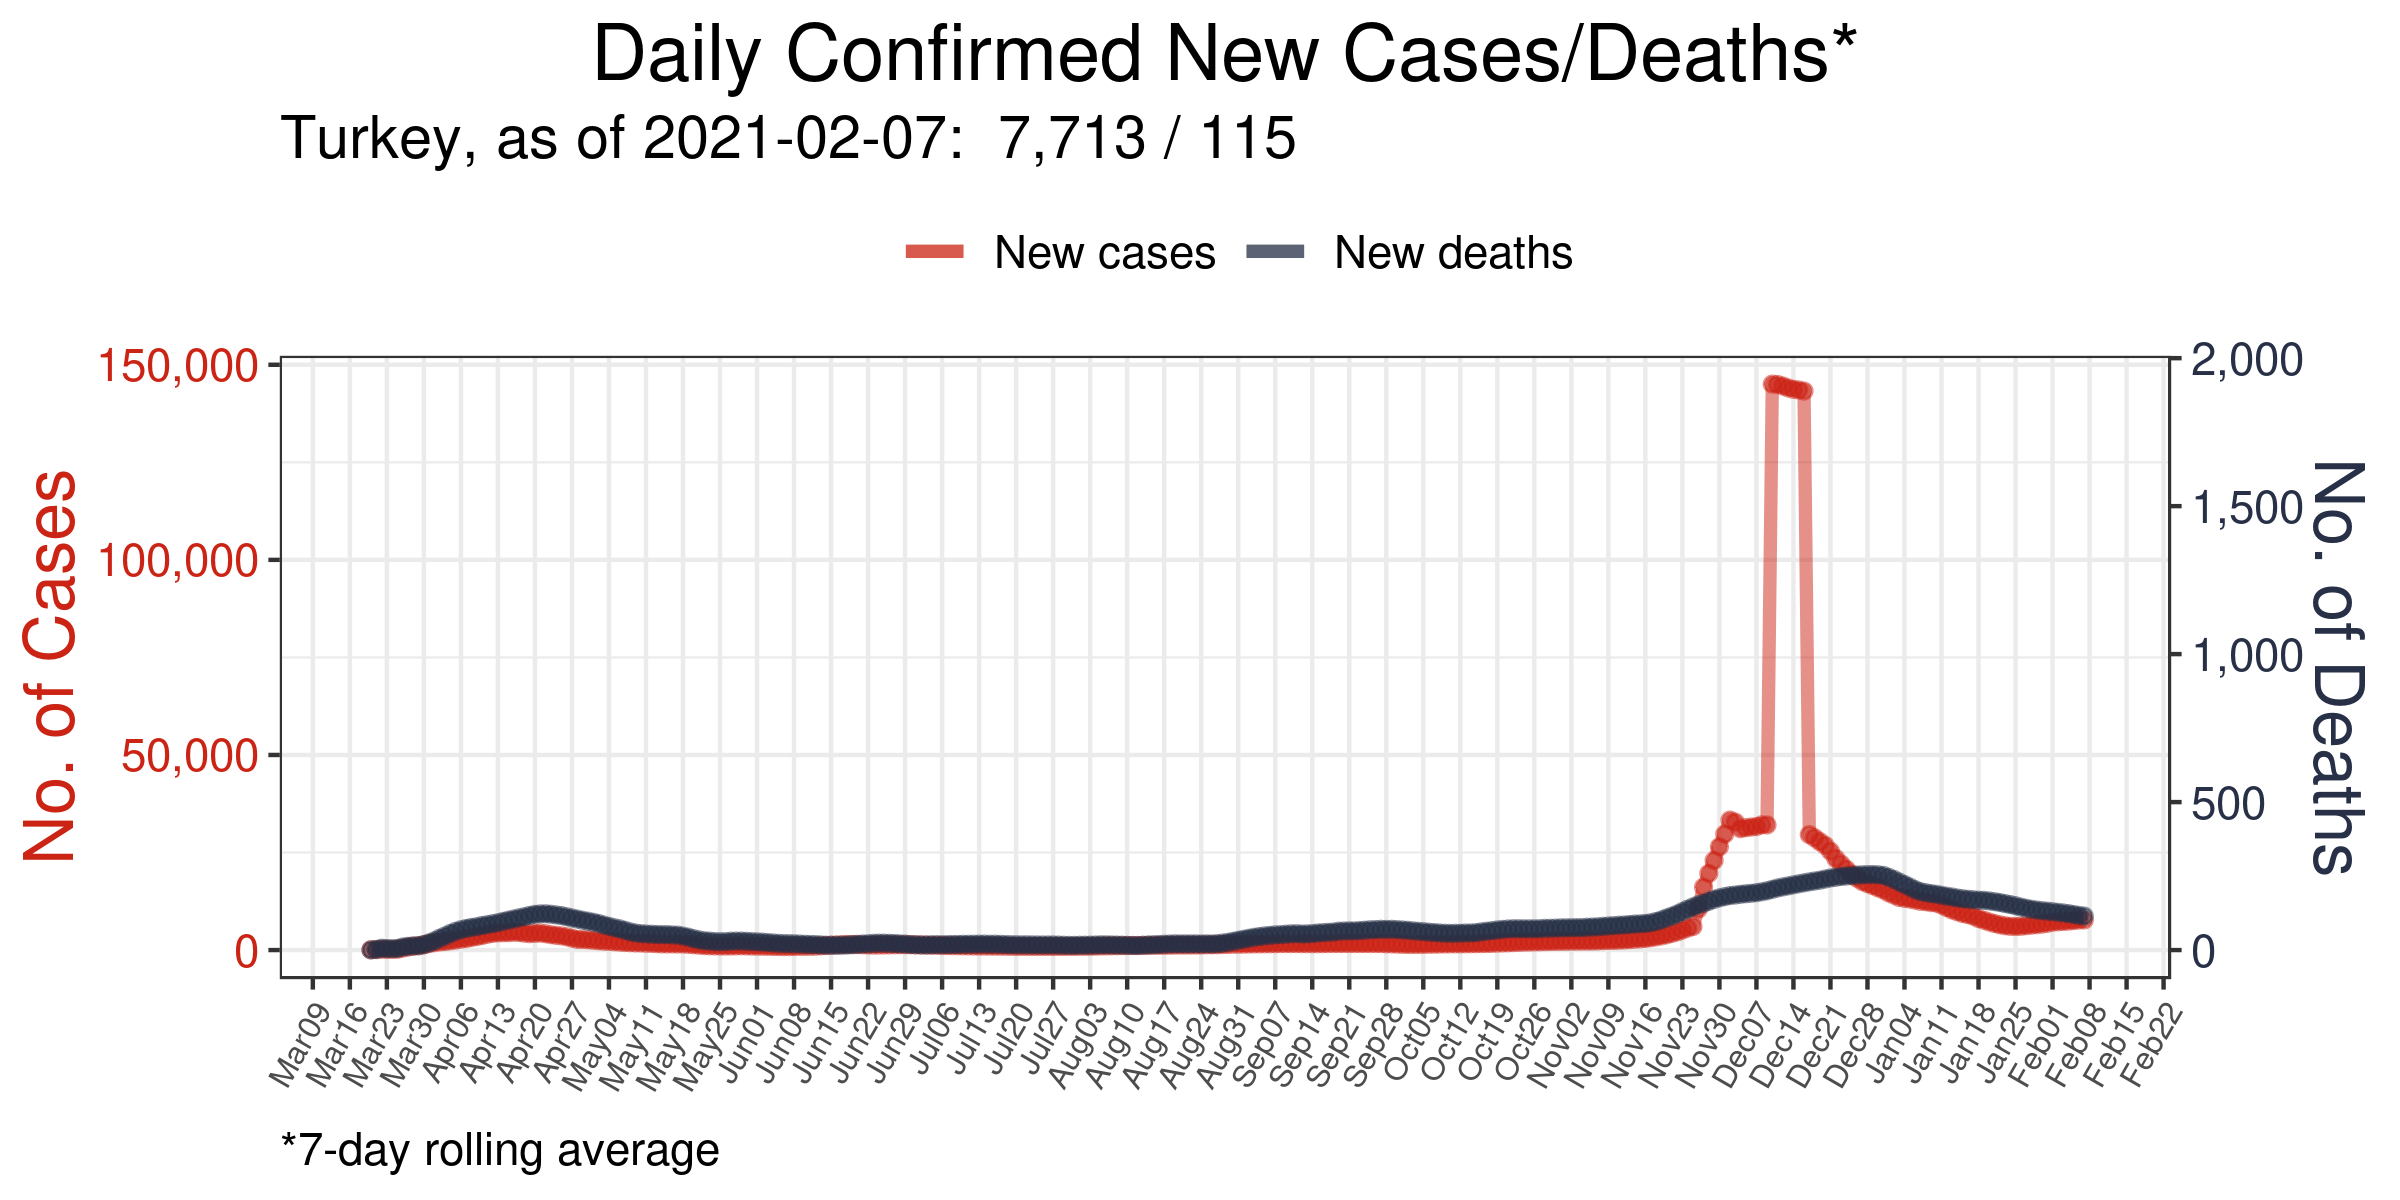 Daily Confirmed New Cases/Deaths*
Turkey, as of 2021-02-07:  7,713 / 115
New cases
New deaths
No. of Cases
150,000
100,000
50,000
0
2,000
1,500
1,000
500
0
No. of Deaths
Mar09
Mar16
Mar23
Mar30
Apr06
Apr13
Apr20
Apr27
May04
May11
May18
May25
Jun01
Jun08
Jun15
Jun22
Jun29
Jul06
Jul13
Jul20
Jul27
Aug03
Aug10
Aug17
Aug24
Aug31
Sep07
Sep14
Sep21
Sep28
Oct05
Oct12
Oct19
Oct26
Nov02
Nov09
Nov16
Nov23
Nov30
Dec07
Dec14
Dec21
Dec28
Jan04
Jan11
Jan18
Jan25
Feb01
Feb08
Feb15
Feb22
*7-day rolling average